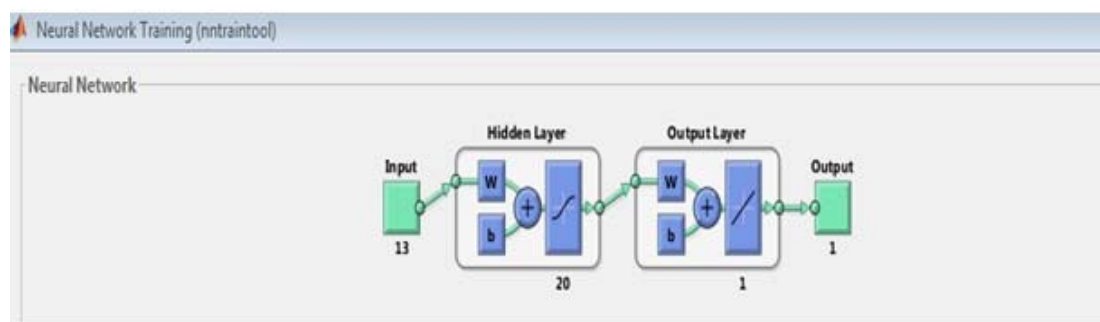 Neural Network Training (nntraintool)
Neural Network
Hidden Layer
Output Layer
Input
Output
W
W
b
b
13
20
1
1